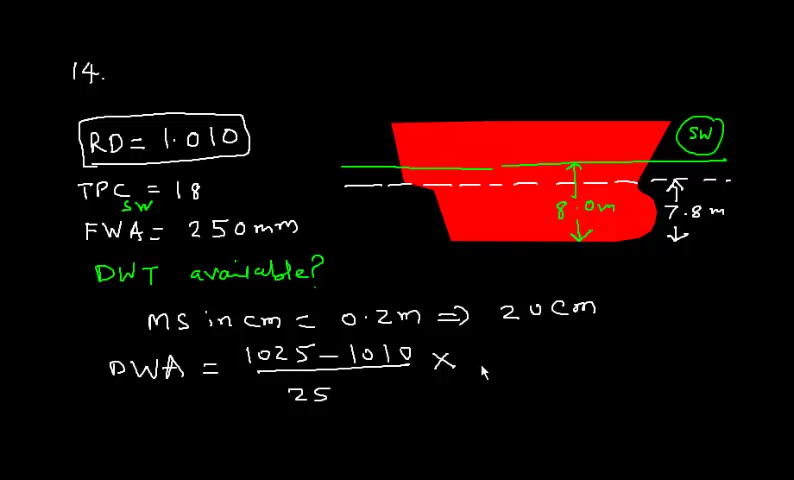 14.
RD = 1.010
SW
TPC = 18
SW
8.0m
7.8m
FWA = 250mm
DWT available?
MS in cm = 0.2m ⇒ 20cm
DWA = 1025 - 1010 ×
25